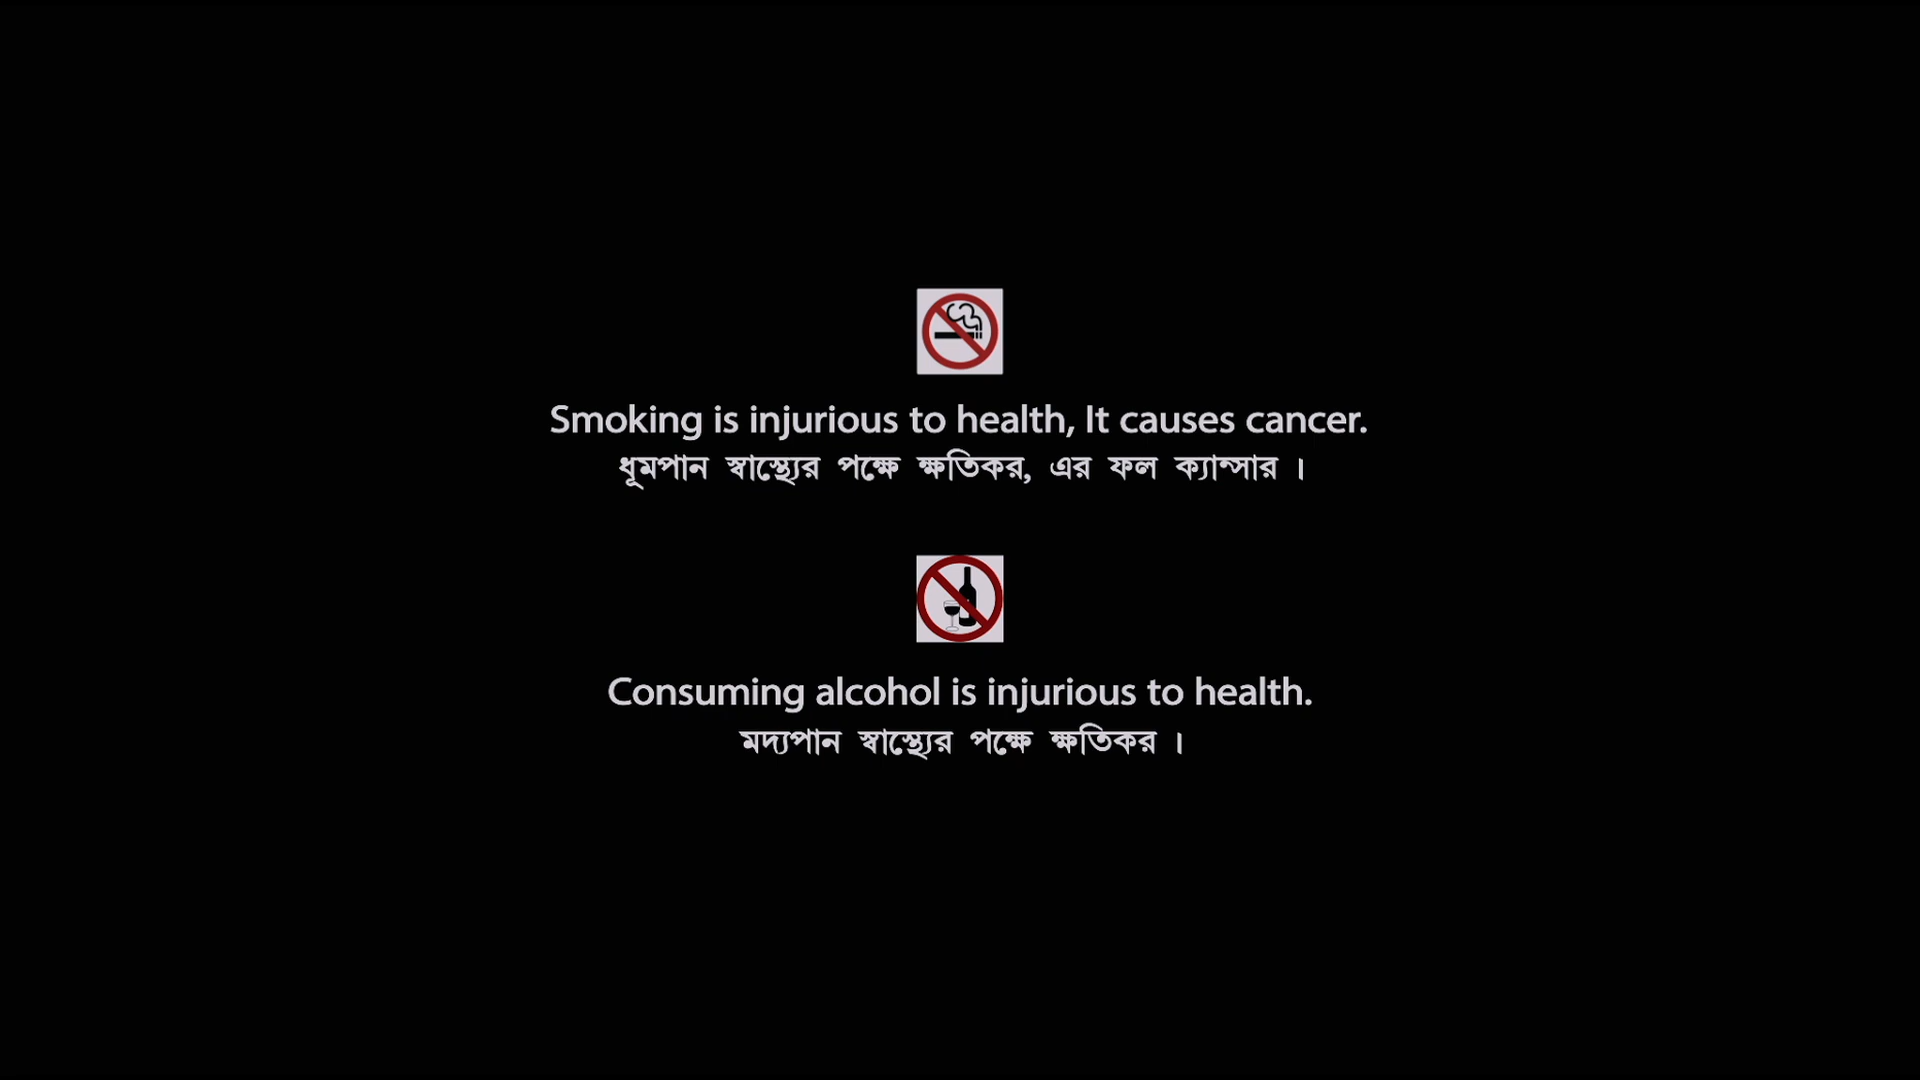 Smoking is injurious to health, It causes cancer.
ধূমপান স্বাস্থ্যের পক্ষে ক্ষতিকর, এর ফল ক্যান্সার ।
Consuming alcohol is injurious to health.
মদ্যপান স্বাস্থ্যের পক্ষে ক্ষতিকর ।